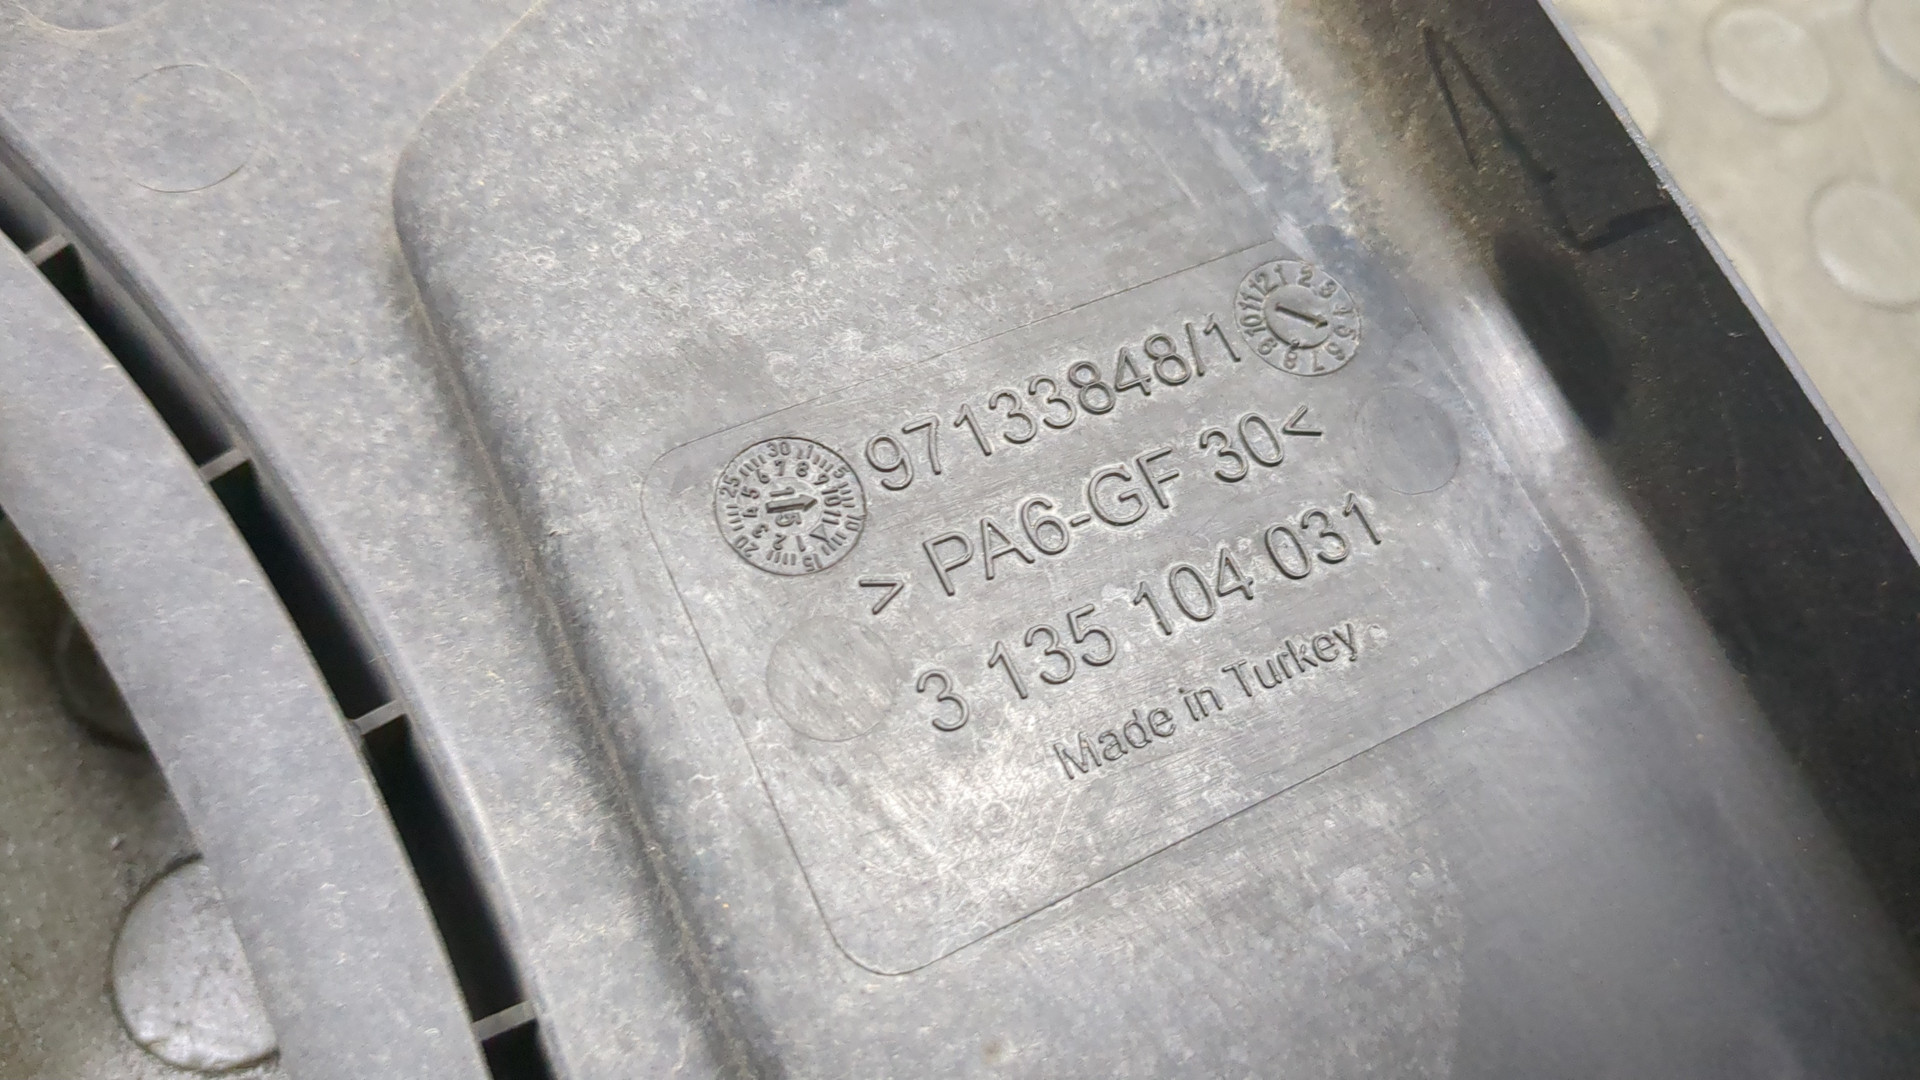 97133848/1
> PA6-GF 30<
3 135 104 031
Made in Turkey